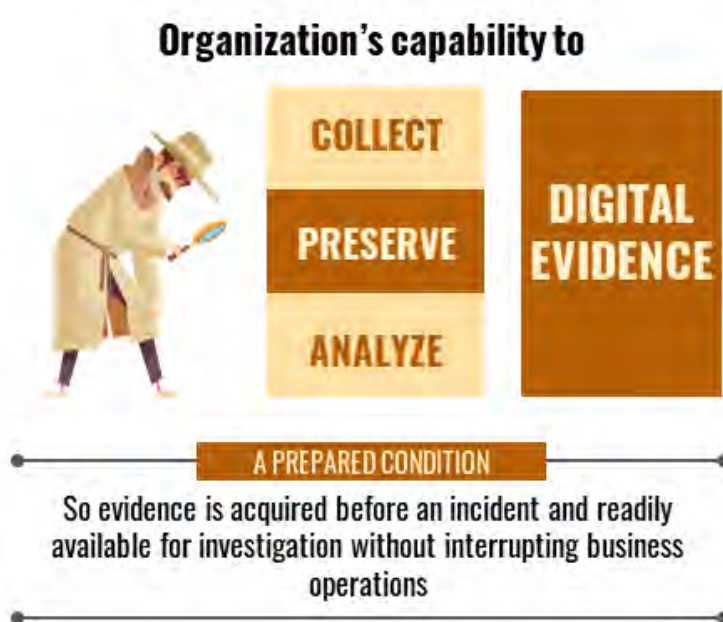 Organization's capability to
COLLECT
PRESERVE
ANALYZE
DIGITAL
EVIDENCE
A PREPARED CONDITION
So evidence is acquired before an incident and readily
available for investigation without interrupting business
operations